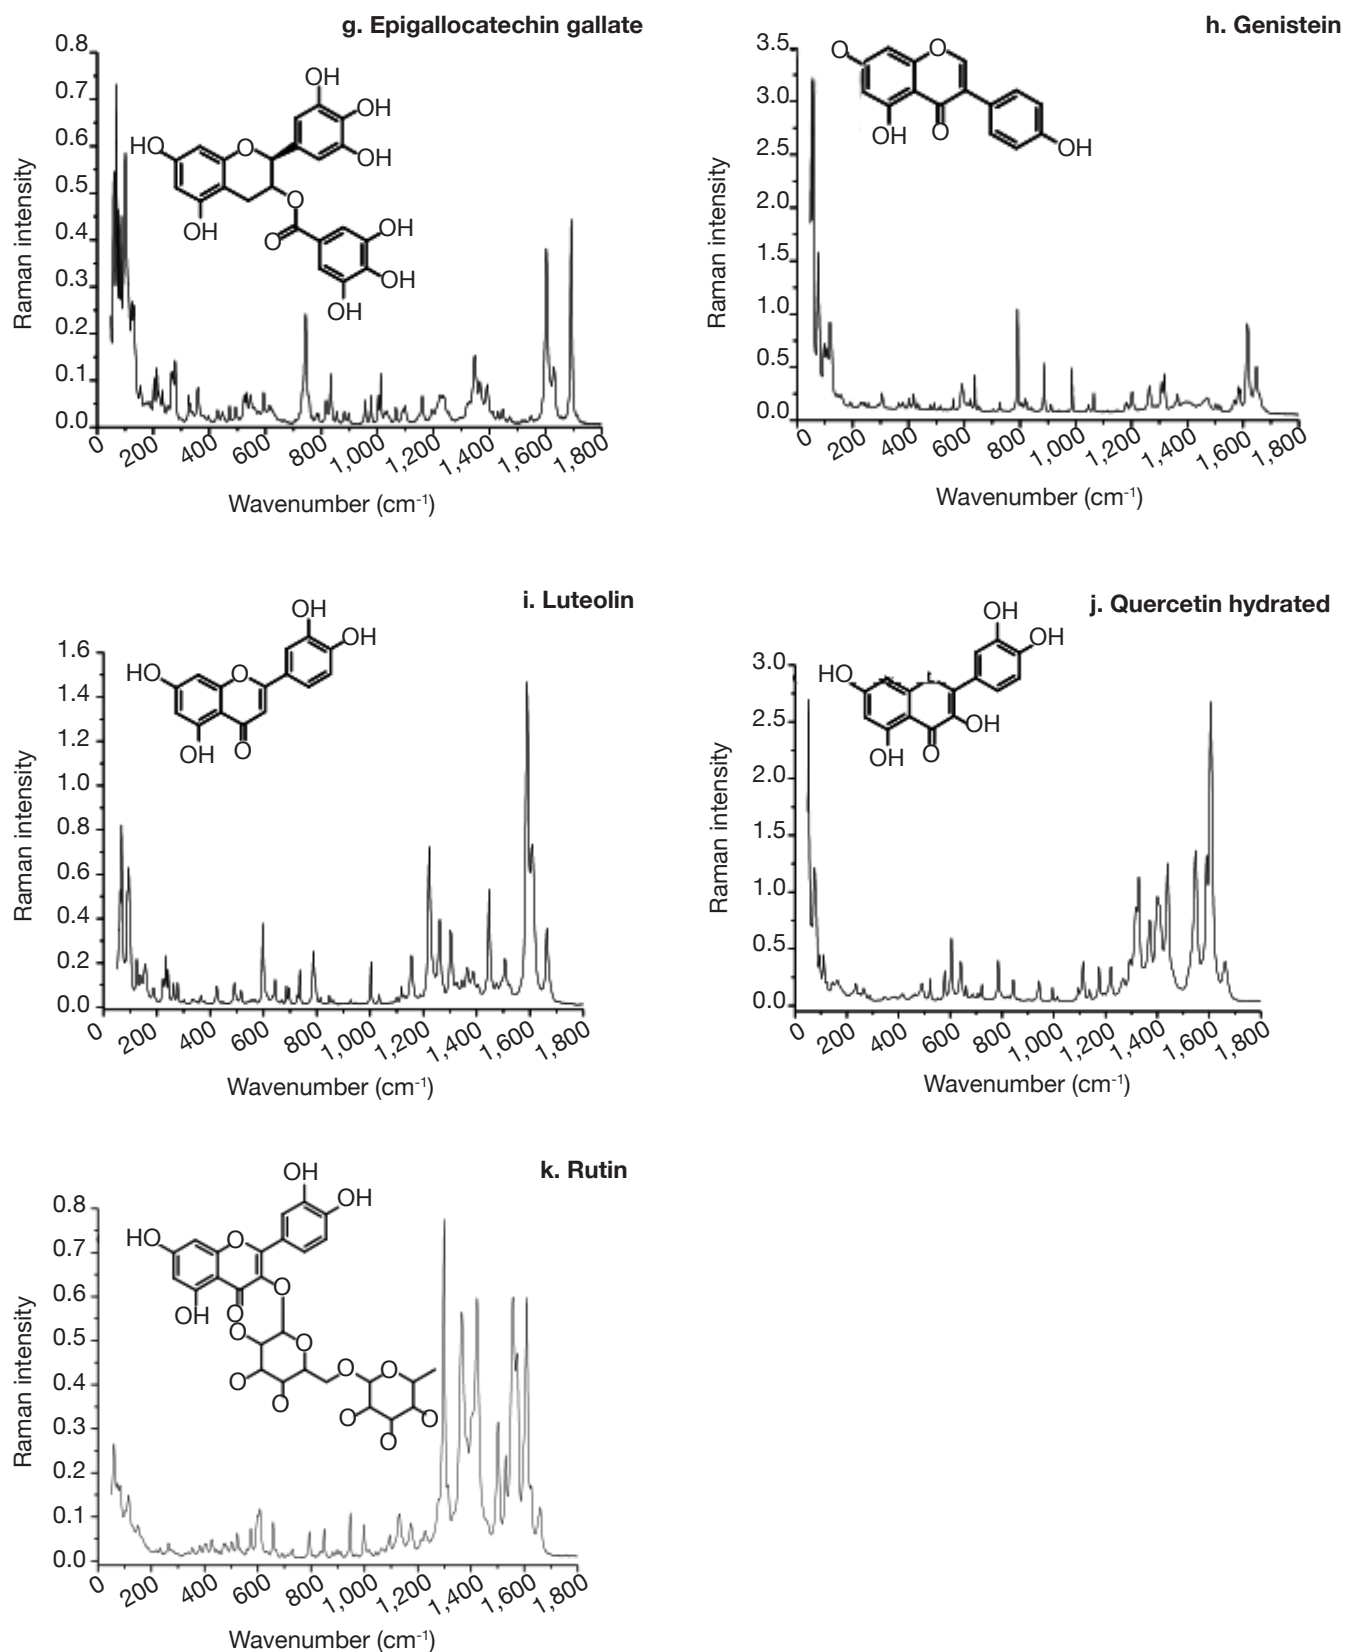 g. Epigallocatechin gallate
0.8
0.7
0.6
0.5
0.4
0.3
0.2
0.1
0.0
Raman intensity
OH
OH
OH
HO
O
OH
O
O
OH
OH
OH
0 200 400 600 800 1,000 1,200 1,400 1,600 1,800
Wavenumber (cm-1)
h. Genistein
3.5
3.0
2.5
2.0
1.5
1.0
0.5
0.0
Raman intensity
O
O
OH
O
OH
0 200 400 600 800 1,000 1,200 1,400 1,600 1,800
Wavenumber (cm-1)
i. Luteolin
1.6
1.4
1.2
1.0
0.8
0.6
0.4
0.2
0.0
Raman intensity
OH
OH
HO
O
OH
O
0 200 400 600 800 1,000 1,200 1,400 1,600 1,800
Wavenumber (cm-1)
j. Quercetin hydrated
3.0
2.5
2.0
1.5
1.0
0.5
0.0
Raman intensity
OH
OH
HO
OH
OH
O
0 200 400 600 800 1,000 1,200 1,400 1,600 1,800
Wavenumber (cm-1)
k. Rutin
0.8
0.7
0.6
0.5
0.4
0.3
0.2
0.1
0.0
Raman intensity
OH
OH
HO
O
O
OH
O
O
O
O
O
O
O
O
O
O
0 200 400 600 800 1,000 1,200 1,400 1,600 1,800
Wavenumber (cm-1)